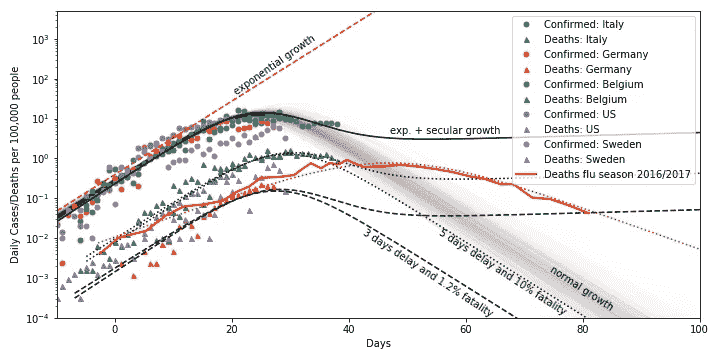 10³
10²
10¹
10⁰
10⁻¹
10⁻²
10⁻³
10⁻⁴
Daily Cases/Deaths per 100,000 people
exponential growth
exp. + secular growth
3 days delay and 1.2% fatality
5 days delay and 10% fatality
normal growth
Confirmed: Italy
Deaths: Italy
Confirmed: Germany
Deaths: Germany
Confirmed: Belgium
Deaths: Belgium
Confirmed: US
Deaths: US
Confirmed: Sweden
Deaths: Sweden
Deaths flu season 2016/2017
0 20 40 60 80 100
Days